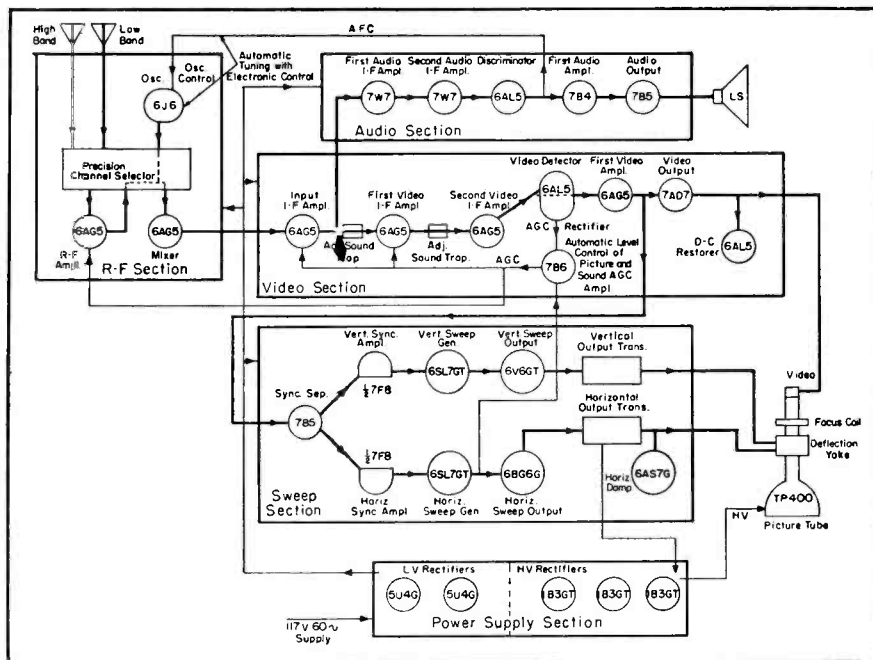 High
Band
Low
Band
AFC
Osc.
Osc.
Control
Automatic
Tuning with
Electronic Control
6J6
Precision
Channel Selector
6AG5
R-F
Ampl.
6AG5
Mixer
R-F Section
First Audio
I-F Ampl.
Second Audio
I-F Ampl.
Discriminator
First Audio
Ampl.
Audio
Output
7W7
7W7
6AL5
7B4
7B5
LS
Audio Section
Input
I-F Ampl.
First Video
I-F Ampl.
Second Video
I-F Ampl.
Video Detector
First Video
Ampl.
Video
Output
6AG5
6AG5
6AG5
6AL5
6AG5
7AD7
Adj. Sound
Trap
Adj.
Sound Trap.
AGC
AGC
Rectifier
7B6
Automatic Level
Control of
Picture and
Sound AGC
Ampl.
D-C
Restorer
6AL5
Video Section
Vert. Sync.
Ampl.
Vert. Sweep
Gen.
Vert Sweep
Output
Vertical
Output Trans.
½ 7F8
6SL7GT
6V6GT
Sync. Sep.
7B5
½ 7F8
6SL7GT
6BG6G
Horizontal
Output Trans.
6AS7G
Horiz.
Damp
Horiz
Sync Ampl
Horiz.
Sweep Gen
Horiz.
Sweep Output
Sweep
Section
Video
Focus Coil
Deflection
Yoke
TP400
Picture Tube
HV
LV Rectifiers
HV Rectifiers
5U4G
5U4G
1B3GT
1B3GT
1B3GT
Power Supply Section
117 v 60~
Supply